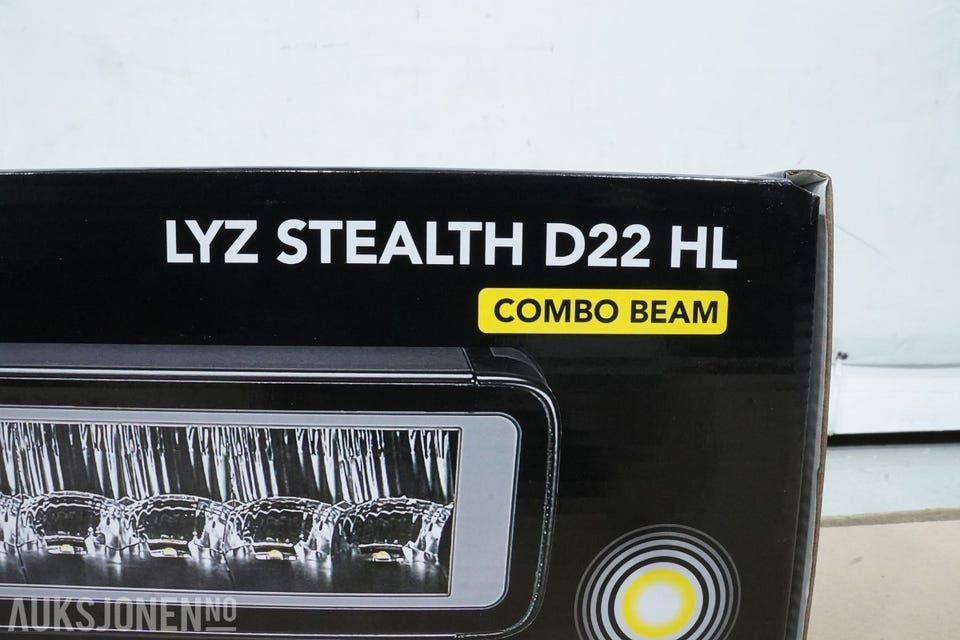 LYZ STEALTH D22 HL
COMBO BEAM
AUKSJONEN.NO